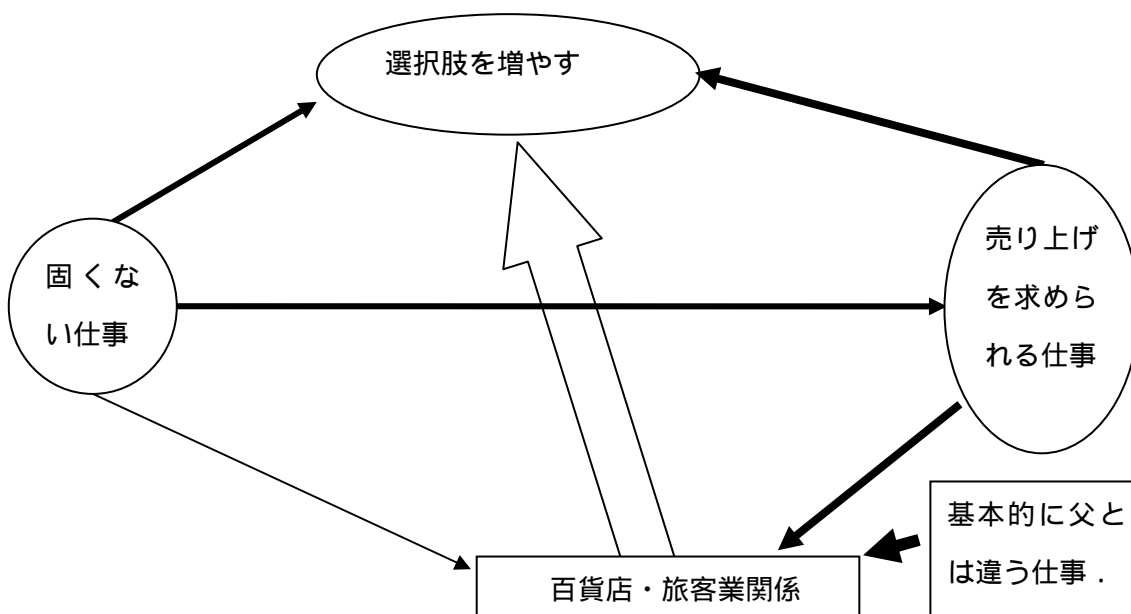 選択肢を増やす
固くな
い仕事
売り上げ
を求めら
れる仕事
基本的に父と
は違う仕事．
百貨店・旅客業関係